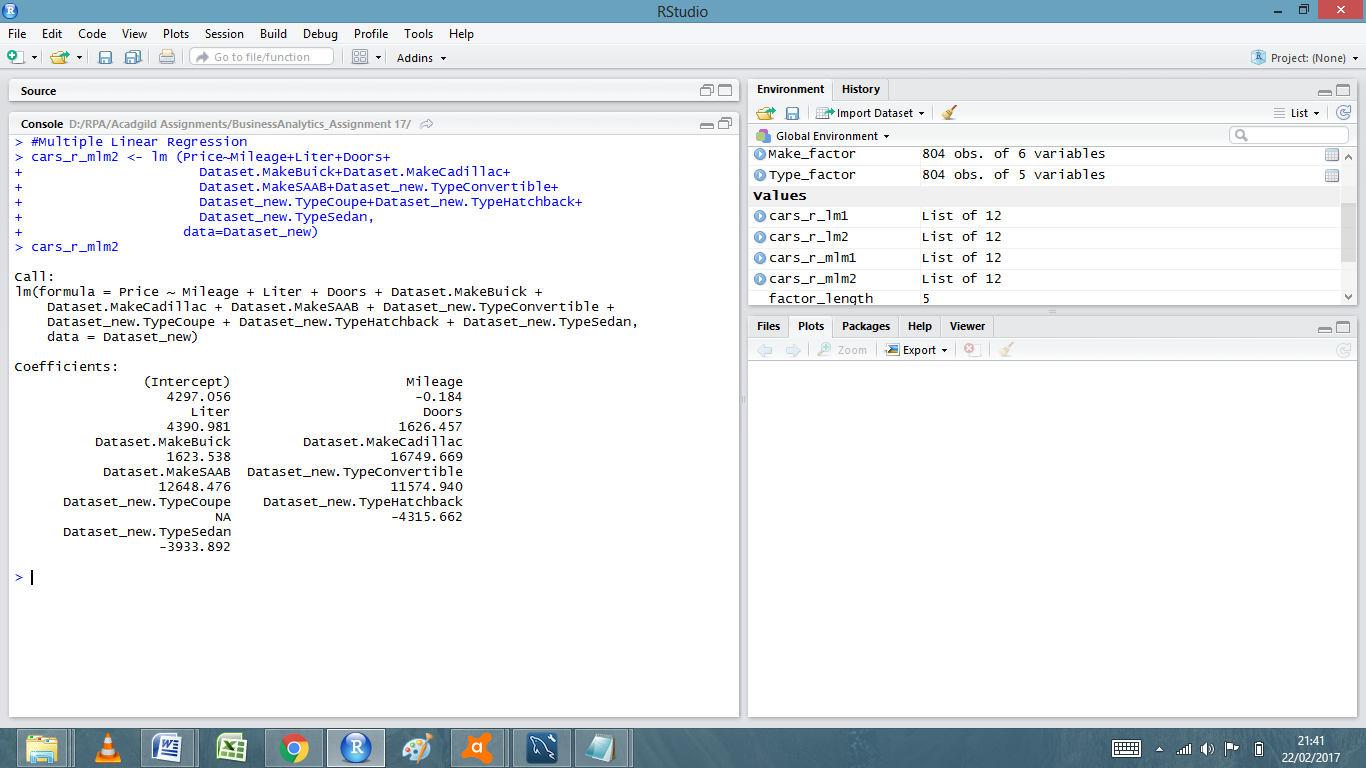 RStudio
File Edit Code View Plots Session Build Debug Profile Tools Help
Go to file/function Addins Project: (None)
Source
Console D:/RPA/Acadgild Assignments/BusinessAnalytics_Assignment 17/
> #Multiple Linear Regression
> cars_r_mlm2 <- lm (Price~Mileage+Liter+Doors+
+ Dataset.MakeBuick+Dataset.MakeCadillac+
+ Dataset.MakeSAAB+Dataset_new.TypeConvertible+
+ Dataset_new.TypeCoupe+Dataset_new.TypeHatchback+
+ Dataset_new.TypeSedan,
+ data=Dataset_new)
> cars_r_mlm2
Call:
lm(formula = Price ~ Mileage + Liter + Doors + Dataset.MakeBuick +
Dataset.MakeCadillac + Dataset.MakeSAAB + Dataset_new.TypeConvertible +
Dataset_new.TypeCoupe + Dataset_new.TypeHatchback + Dataset_new.TypeSedan,
data = Dataset_new)
Coefficients:
(Intercept) Mileage
4297.056 -0.184
Liter Doors
4390.981 1626.457
Dataset.MakeBuick Dataset.MakeCadillac
1623.538 16749.669
Dataset.MakeSAAB Dataset_new.TypeConvertible
12648.476 11574.940
Dataset_new.TypeCoupe Dataset_new.TypeHatchback
NA -4315.662
Dataset_new.TypeSedan
-3933.892
>
Environment History
Import Dataset List
Global Environment
Make_factor 804 obs. of 6 variables
Type_factor 804 obs. of 5 variables
Values
cars_r_lm1 List of 12
cars_r_lm2 List of 12
cars_r_mlm1 List of 12
cars_r_mlm2 List of 12
factor_length 5
Files Plots Packages Help Viewer
Zoom Export
21:41
22/02/2017